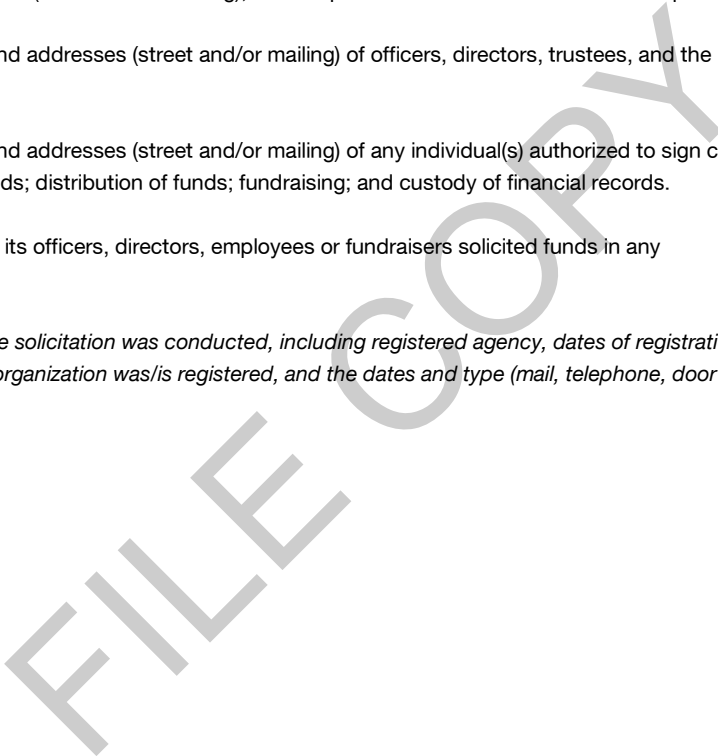 nd addresses (street and/or mailing) of officers, directors, trustees, and the
nd addresses (street and/or mailing) of any individual(s) authorized to sign c
ds; distribution of funds; fundraising; and custody of financial records.
its officers, directors, employees or fundraisers solicited funds in any
e solicitation was conducted, including registered agency, dates of registrati
organization was/is registered, and the dates and type (mail, telephone, door
FILE COPY